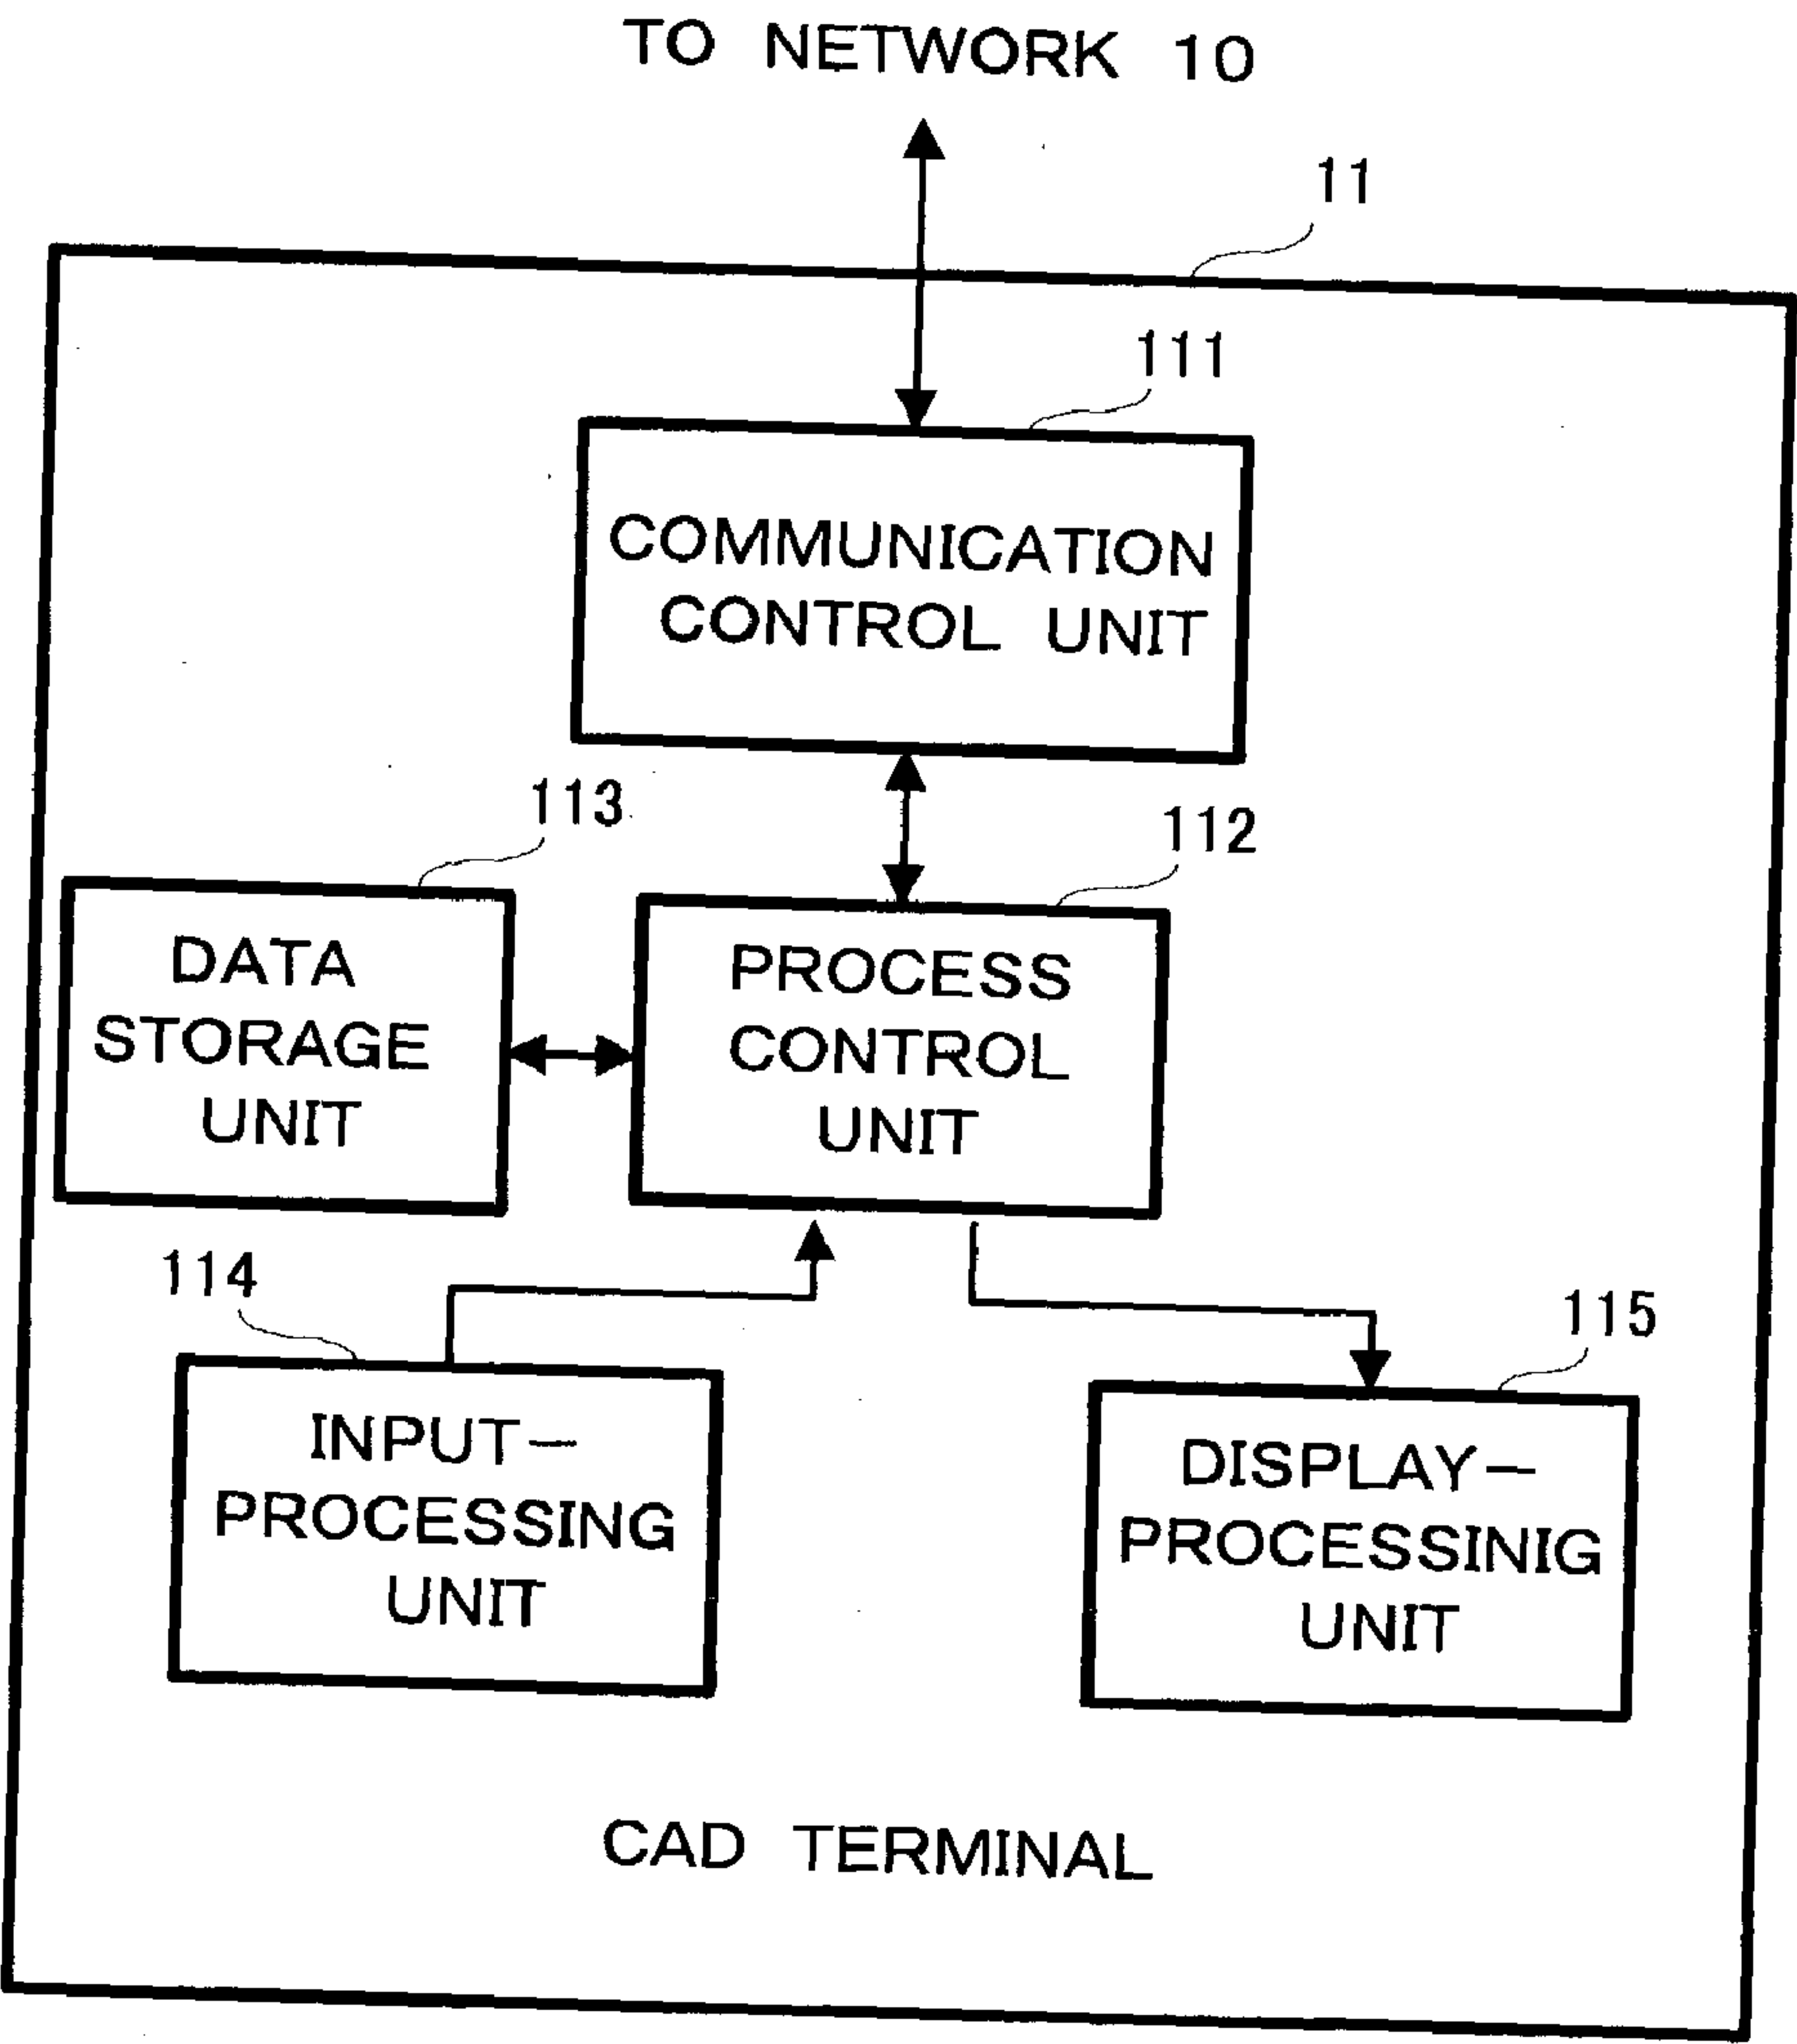 TO NETWORK 10
11
111
COMMUNICATION
CONTROL UNIT
113
112
DATA
STORAGE
UNIT
PROCESS
CONTROL
UNIT
114
115
INPUT—
PROCESSING
UNIT
DISPLAY—
PROCESSINIG
UNIT
CAD TERMINAL